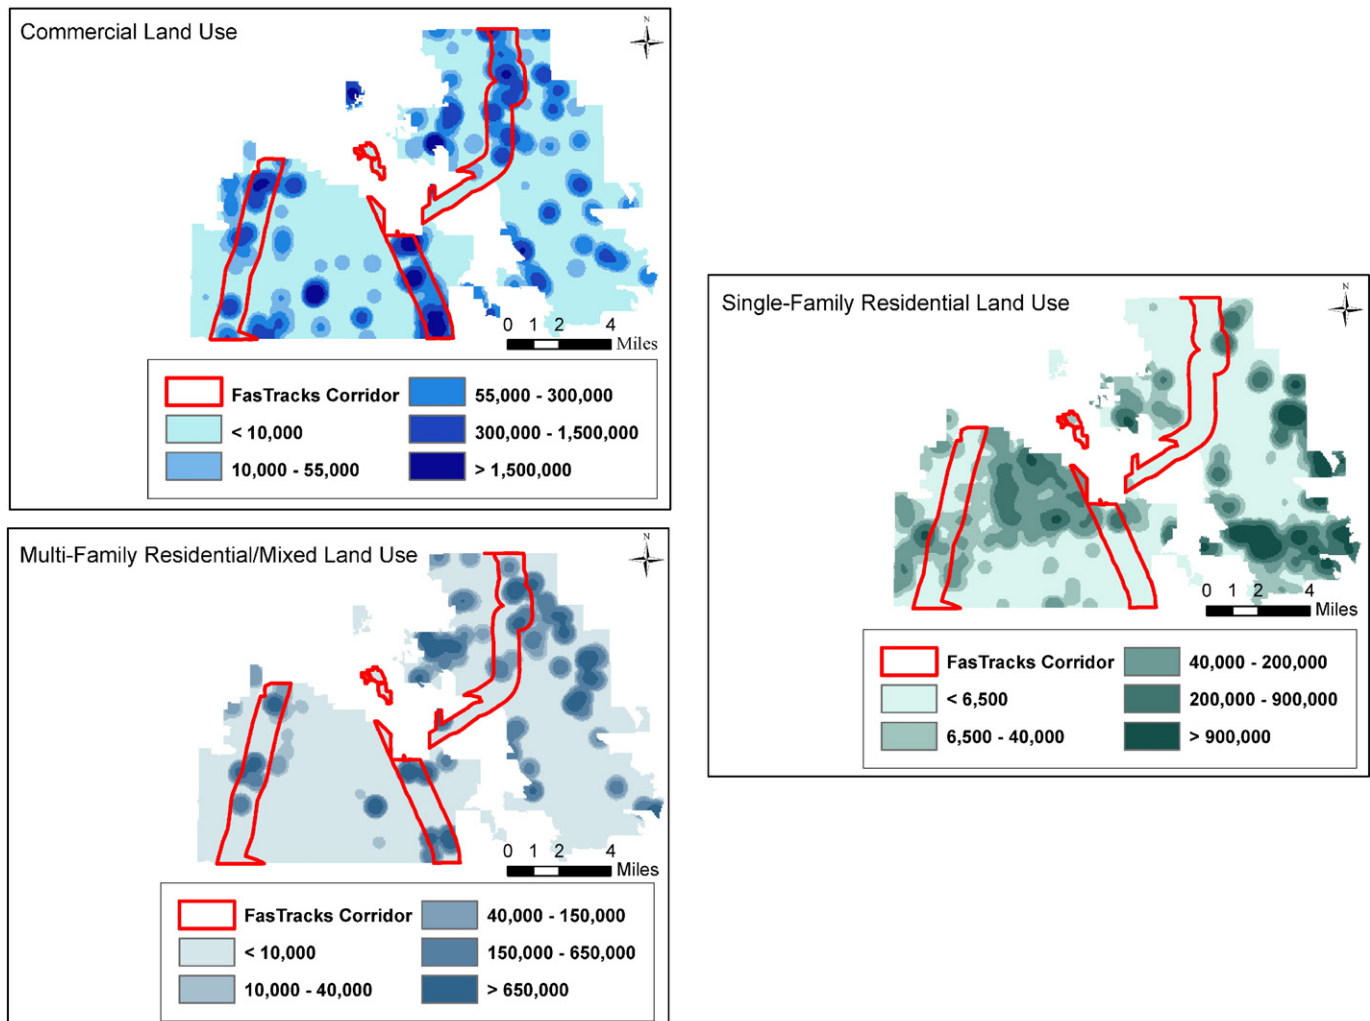 Commercial Land Use
N
0 1 2 4
Miles
FasTracks Corridor
< 10,000
10,000 - 55,000
55,000 - 300,000
300,000 - 1,500,000
> 1,500,000
Multi-Family Residential/Mixed Land Use
N
0 1 2 4
Miles
FasTracks Corridor
< 10,000
10,000 - 40,000
40,000 - 150,000
150,000 - 650,000
> 650,000
Single-Family Residential Land Use
N
0 1 2 4
Miles
FasTracks Corridor
< 6,500
6,500 - 40,000
40,000 - 200,000
200,000 - 900,000
> 900,000